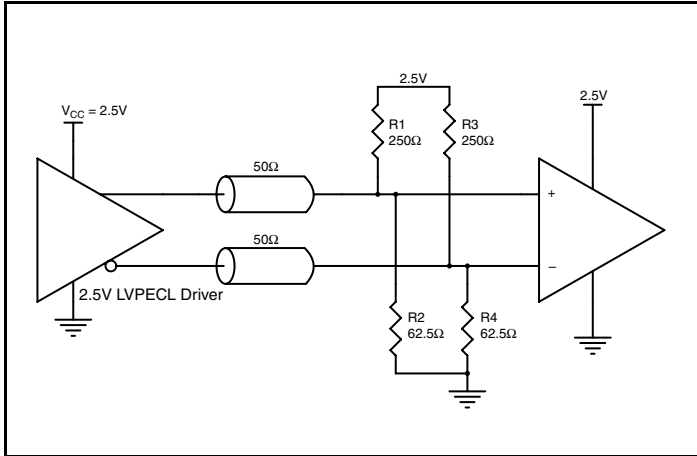 2.5V
V_CC = 2.5V
2.5V
R1
250Ω
R3
250Ω
50Ω
+
50Ω
−
2.5V LVPECL Driver
R2
62.5Ω
R4
62.5Ω